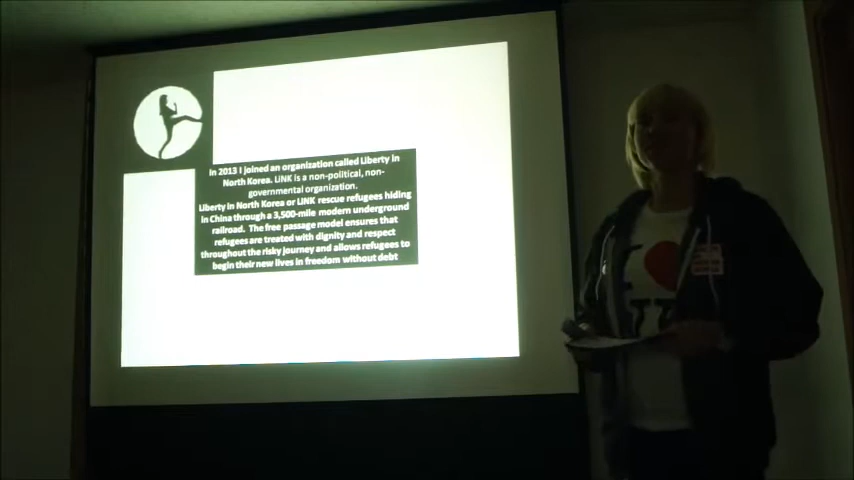 In 2013 I joined an organization called Liberty in
North Korea. LiNK is a non-political, non-
governmental organization.
Liberty in North Korea or LiNK rescue refugees hiding
in China through a 3,500-mile modern underground
railroad. The free passage model ensures that
refugees are treated with dignity and respect
throughout the risky journey and allows refugees to
begin their new lives in freedom without debt.
I